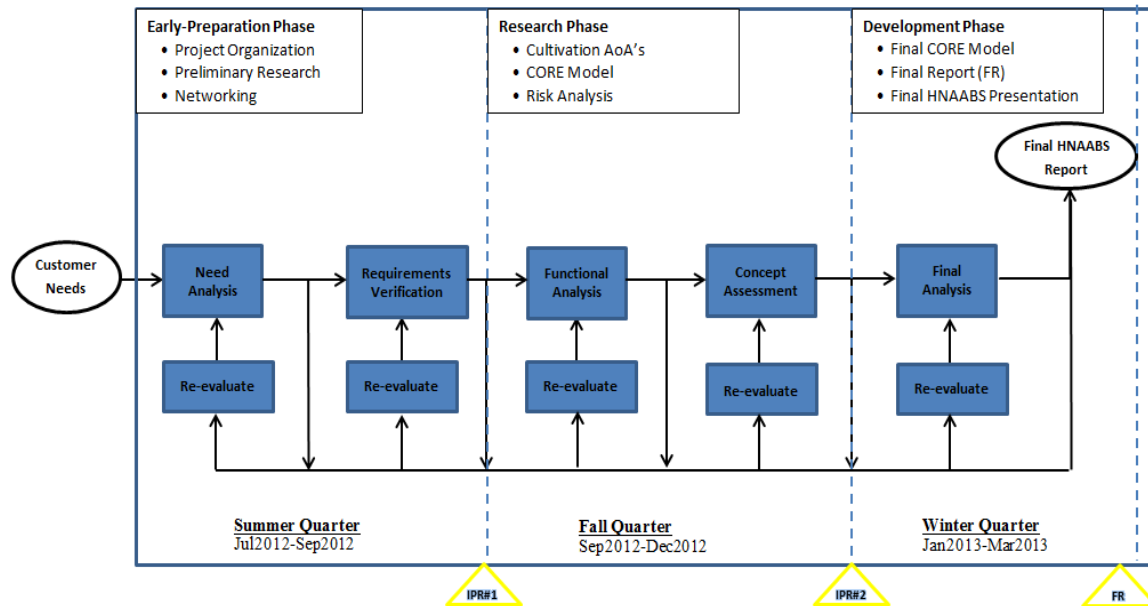 Early-Preparation Phase
• Project Organization
• Preliminary Research
• Networking
Research Phase
• Cultivation AoA's
• CORE Model
• Risk Analysis
Development Phase
• Final CORE Model
• Final Report (FR)
• Final HNAABS Presentation
Final HNAABS
Report
Customer
Needs
Need
Analysis
Requirements
Verification
Functional
Analysis
Concept
Assessment
Final
Analysis
Re-evaluate
Re-evaluate
Re-evaluate
Re-evaluate
Re-evaluate
Summer Quarter
Jul2012-Sep2012
Fall Quarter
Sep2012-Dec2012
Winter Quarter
Jan2013-Mar2013
IPR#1
IPR#2
FR